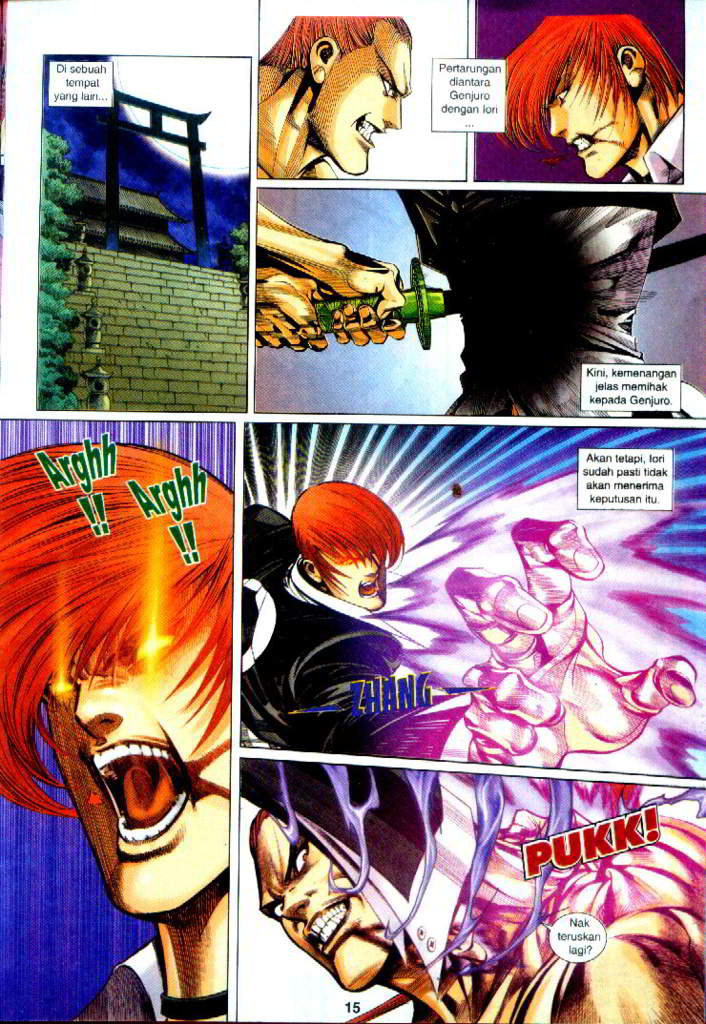 Di sebuah
tempat
yang lain...
Pertarungan
diantara
Genjuro
dengan Iori
...
Kini, kemenangan
jelas memihak
kepada Genjuro.
Arghh
!!
Arghh
!!
Akan tetapi, Iori
sudah pasti tidak
akan menerima
keputusan itu.
ZHANG
PUKK!
Nak
teruskan
lagi?
15